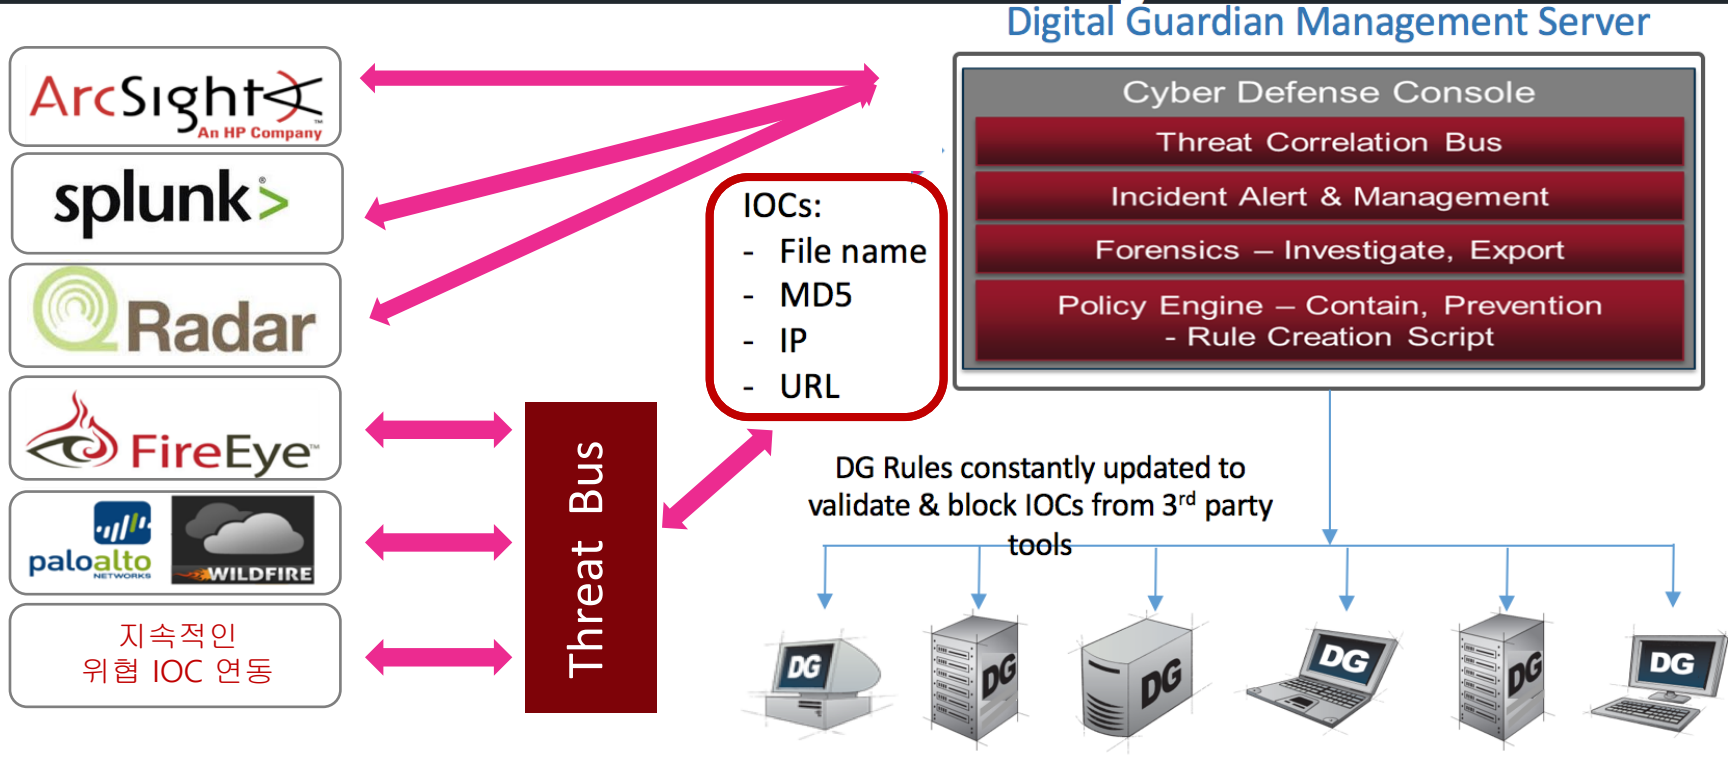 Digital Guardian Management Server
ArcSight
An HP Company
splunk>
QRadar
FireEye™
paloalto
NETWORKS
WILDFIRE
지속적인
위협 IOC 연동
Threat Bus
IOCs:
- File name
- MD5
- IP
- URL
Cyber Defense Console
Threat Correlation Bus
Incident Alert & Management
Forensics – Investigate, Export
Policy Engine – Contain, Prevention
- Rule Creation Script
DG Rules constantly updated to
validate & block IOCs from 3rd party
tools
DG
DG
DG
DG
DG
DG